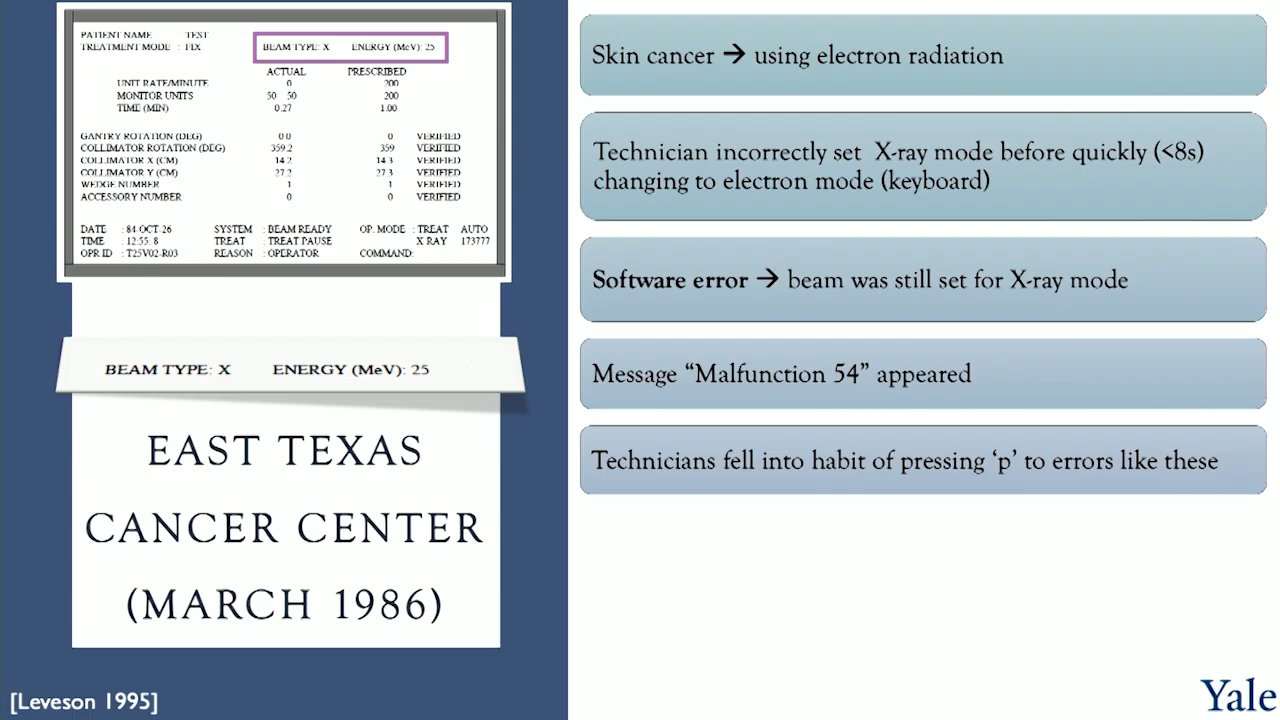 PATIENT NAME : TEST
TREATMENT MODE : FIX BEAM TYPE: X ENERGY (MeV): 25
ACTUAL PRESCRIBED
UNIT RATE/MINUTE 0 200
MONITOR UNITS 50 50 200
TIME (MIN) 0.27 1.00
GANTRY ROTATION (DEG) 0.0 0 VERIFIED
COLLIMATOR ROTATION (DEG) 359.2 359 VERIFIED
COLLIMATOR X (CM) 14.2 14.3 VERIFIED
COLLIMATOR Y (CM) 27.2 27.3 VERIFIED
WEDGE NUMBER 1 1 VERIFIED
ACCESSORY NUMBER 0 0 VERIFIED
DATE : 84-OCT-26 SYSTEM : BEAM READY OP. MODE : TREAT AUTO
TIME : 12:55: 8 TREAT : TREAT PAUSE X RAY 173777
OPR ID : T25V02-R03 REASON : OPERATOR COMMAND:
BEAM TYPE: X ENERGY (MeV): 25
EAST TEXAS
CANCER CENTER
(MARCH 1986)
[Leveson 1995]
Skin cancer → using electron radiation
Technician incorrectly set X-ray mode before quickly (<8s)
changing to electron mode (keyboard)
Software error → beam was still set for X-ray mode
Message “Malfunction 54” appeared
Technicians fell into habit of pressing ‘p’ to errors like these
Yale